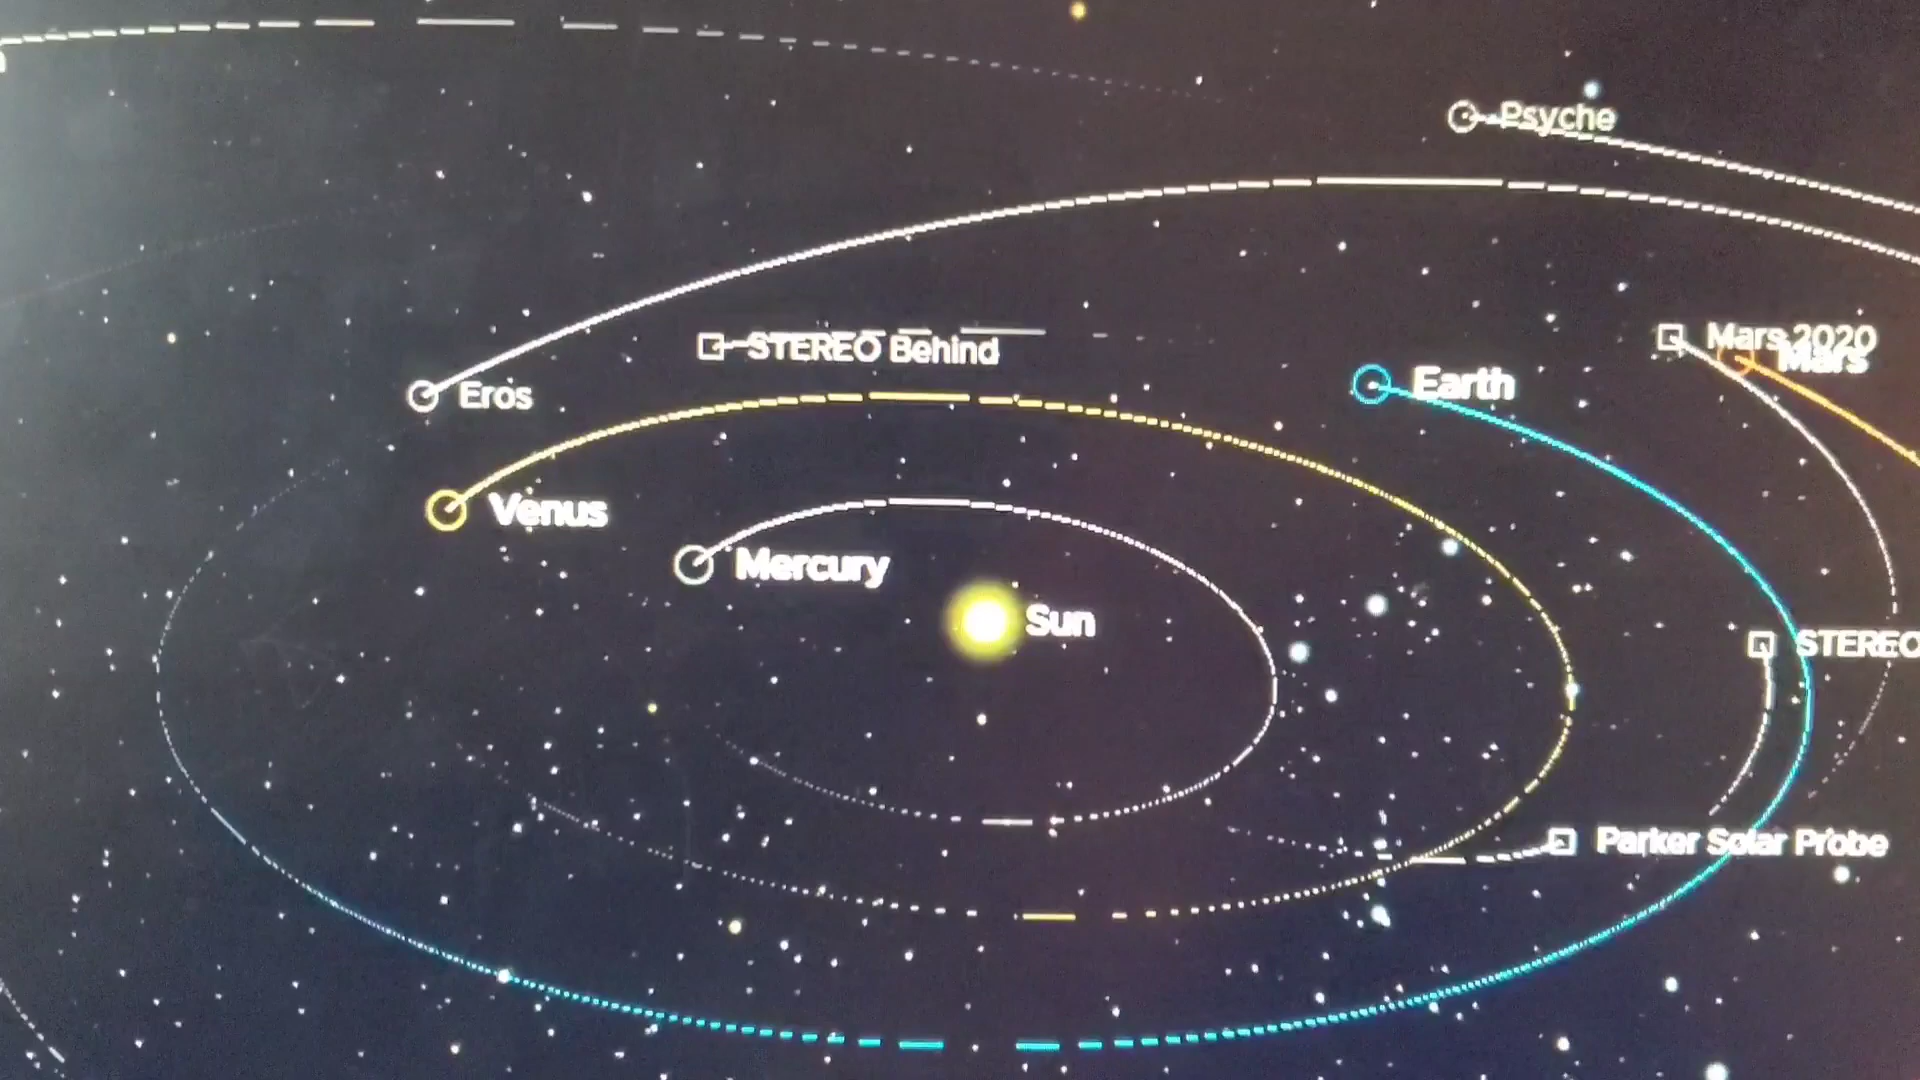 Psyche
Mars 2020
Mars
STEREO Behind
Earth
Eros
Venus
Mercury
Sun
STEREO
Parker Solar Probe